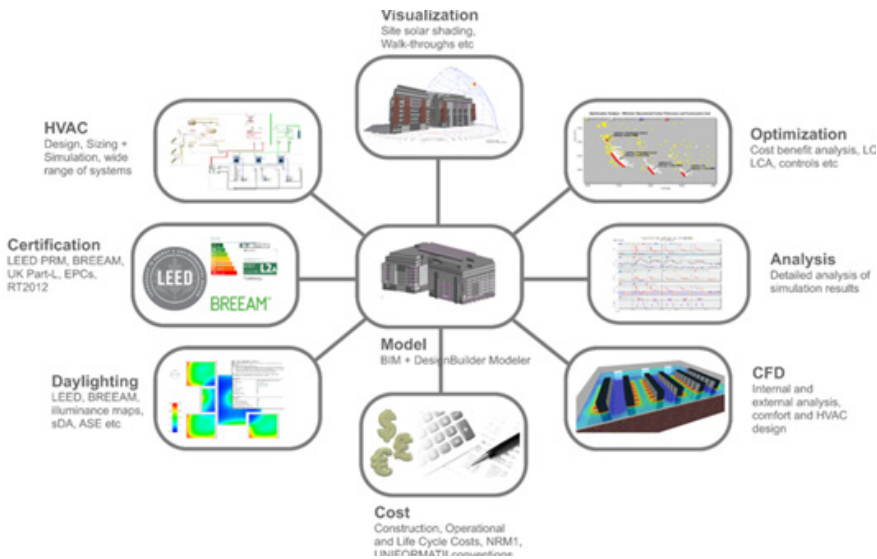 Visualization
Site solar shading,
Walk-throughs etc
HVAC
Design, Sizing +
Simulation, wide
range of systems
Optimization
Cost benefit analysis, LC
LCA, controls etc
Certification
LEED PRM, BREEAM,
UK Part-L, EPCs,
RT2012
LEED
BREEAM
Analysis
Detailed analysis of
simulation results
Model
BIM + DesignBuilder Modeler
Daylighting
LEED, BREEAM,
illuminance maps,
sDA, ASE etc
CFD
Internal and
external analysis,
comfort and HVAC
design
Cost
Construction, Operational
and Life Cycle Costs, NRM1,
UNIFORMATII conventions